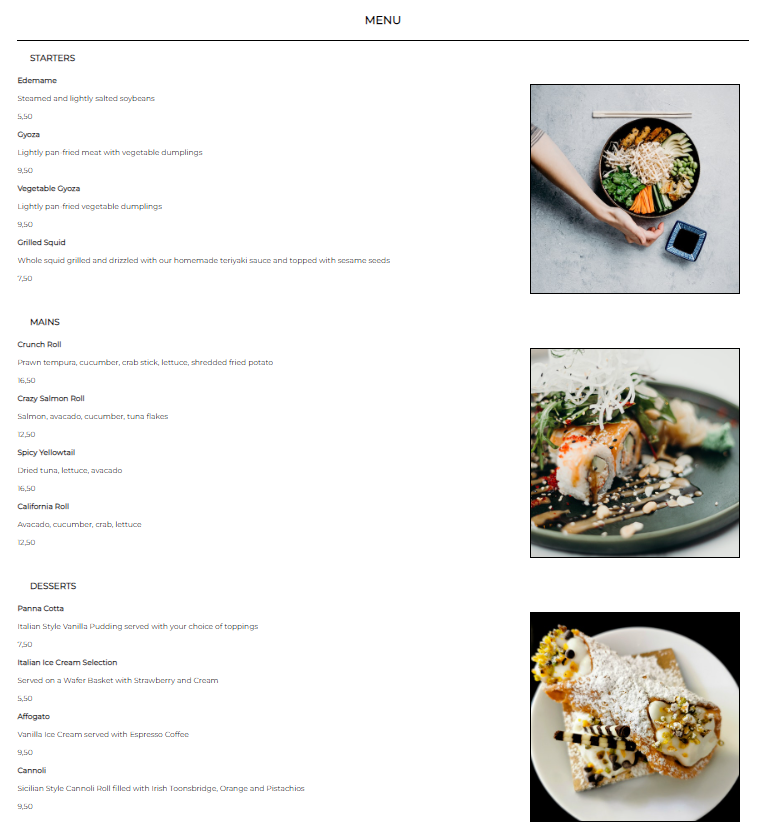 MENU
STARTERS
Edemame
Steamed and lightly salted soybeans
5,50
Gyoza
Lightly pan-fried meat with vegetable dumplings
9,50
Vegetable Gyoza
Lightly pan-fried vegetable dumplings
9,50
Grilled Squid
Whole squid grilled and drizzled with our homemade teriyaki sauce and topped with sesame seeds
7,50
MAINS
Crunch Roll
Prawn tempura, cucumber, crab stick, lettuce, shredded fried potato
16,50
Crazy Salmon Roll
Salmon, avacado, cucumber, tuna flakes
12,50
Spicy Yellowtail
Dried tuna, lettuce, avacado
16,50
California Roll
Avacado, cucumber, crab, lettuce
12,50
DESSERTS
Panna Cotta
Italian Style Vanilla Pudding served with your choice of toppings
7,50
Italian Ice Cream Selection
Served on a Wafer Basket with Strawberry and Cream
5,50
Affogato
Vanilla Ice Cream served with Espresso Coffee
9,50
Cannoli
Sicilian Style Cannoli Roll filled with Irish Toonsbridge, Orange and Pistachios
9,50